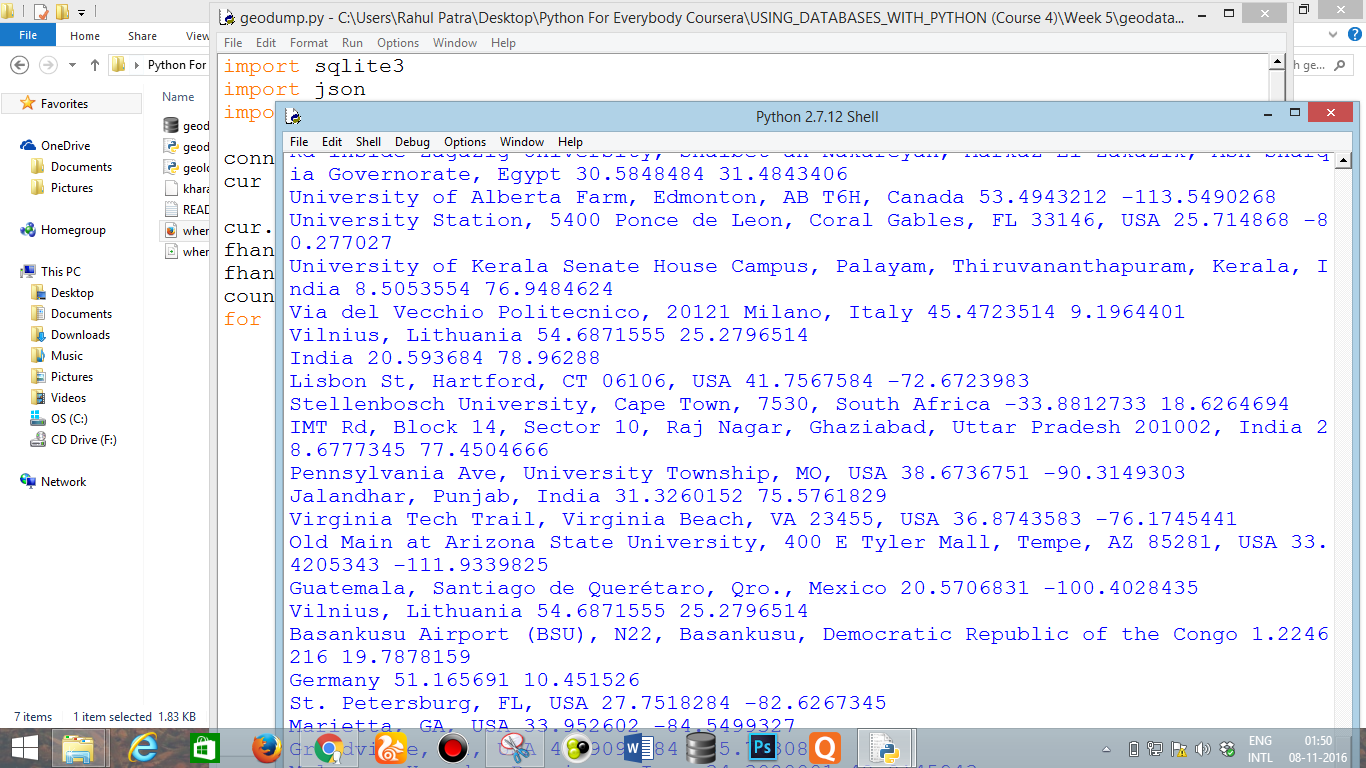 geodump.py - C:\Users\Rahul Patra\Desktop\Python For Everybody Coursera\USING_DATABASES_WITH_PYTHON (Course 4)\Week 5\geodata...
File Home Share View
File Edit Format Run Options Window Help
Python For
Favorites
OneDrive
Documents
Pictures
Homegroup
This PC
Desktop
Documents
Downloads
Music
Pictures
Videos
OS (C:)
CD Drive (F:)
Network
Name
geod
geod
geolo
khara
READ
wher
wher
h ge...
import sqlite3
import json
impo
conn
cur
cur.
fhan
fhan
coun
for
Python 2.7.12 Shell
File Edit Shell Debug Options Window Help
ia Governorate, Egypt 30.5848484 31.4843406
University of Alberta Farm, Edmonton, AB T6H, Canada 53.4943212 -113.5490268
University Station, 5400 Ponce de Leon, Coral Gables, FL 33146, USA 25.714868 -8
0.277027
University of Kerala Senate House Campus, Palayam, Thiruvananthapuram, Kerala, I
ndia 8.5053554 76.9484624
Via del Vecchio Politecnico, 20121 Milano, Italy 45.4723514 9.1964401
Vilnius, Lithuania 54.6871555 25.2796514
India 20.593684 78.96288
Lisbon St, Hartford, CT 06106, USA 41.7567584 -72.6723983
Stellenbosch University, Cape Town, 7530, South Africa -33.8812733 18.6264694
IMT Rd, Block 14, Sector 10, Raj Nagar, Ghaziabad, Uttar Pradesh 201002, India 2
8.6777345 77.4504666
Pennsylvania Ave, University Township, MO, USA 38.6736751 -90.3149303
Jalandhar, Punjab, India 31.3260152 75.5761829
Virginia Tech Trail, Virginia Beach, VA 23455, USA 36.8743583 -76.1745441
Old Main at Arizona State University, 400 E Tyler Mall, Tempe, AZ 85281, USA 33.
4205343 -111.9339825
Guatemala, Santiago de Querétaro, Qro., Mexico 20.5706831 -100.4028435
Vilnius, Lithuania 54.6871555 25.2796514
Basankusu Airport (BSU), N22, Basankusu, Democratic Republic of the Congo 1.2246
216 19.7878159
Germany 51.165691 10.451526
St. Petersburg, FL, USA 27.7518284 -82.6267345
Marietta, GA, USA 33.952602 -84.5499327
7 items 1 item selected 1.83 KB
ENG
INTL
01:50
08-11-2016